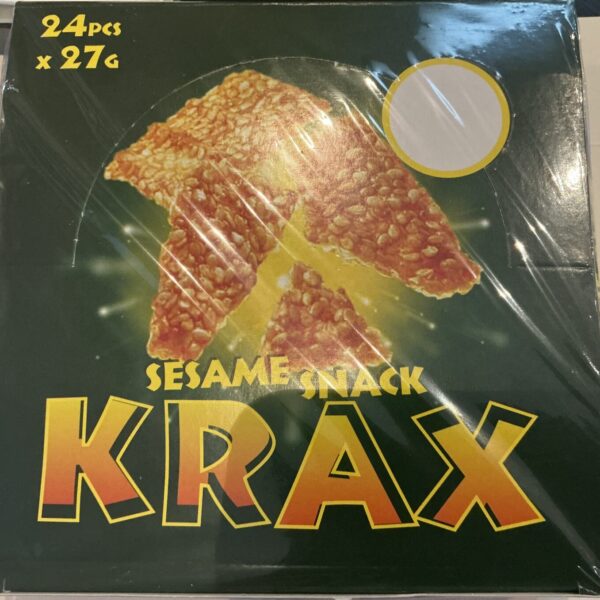 24PCS
X 27G
SESAME SNACK
KRAX